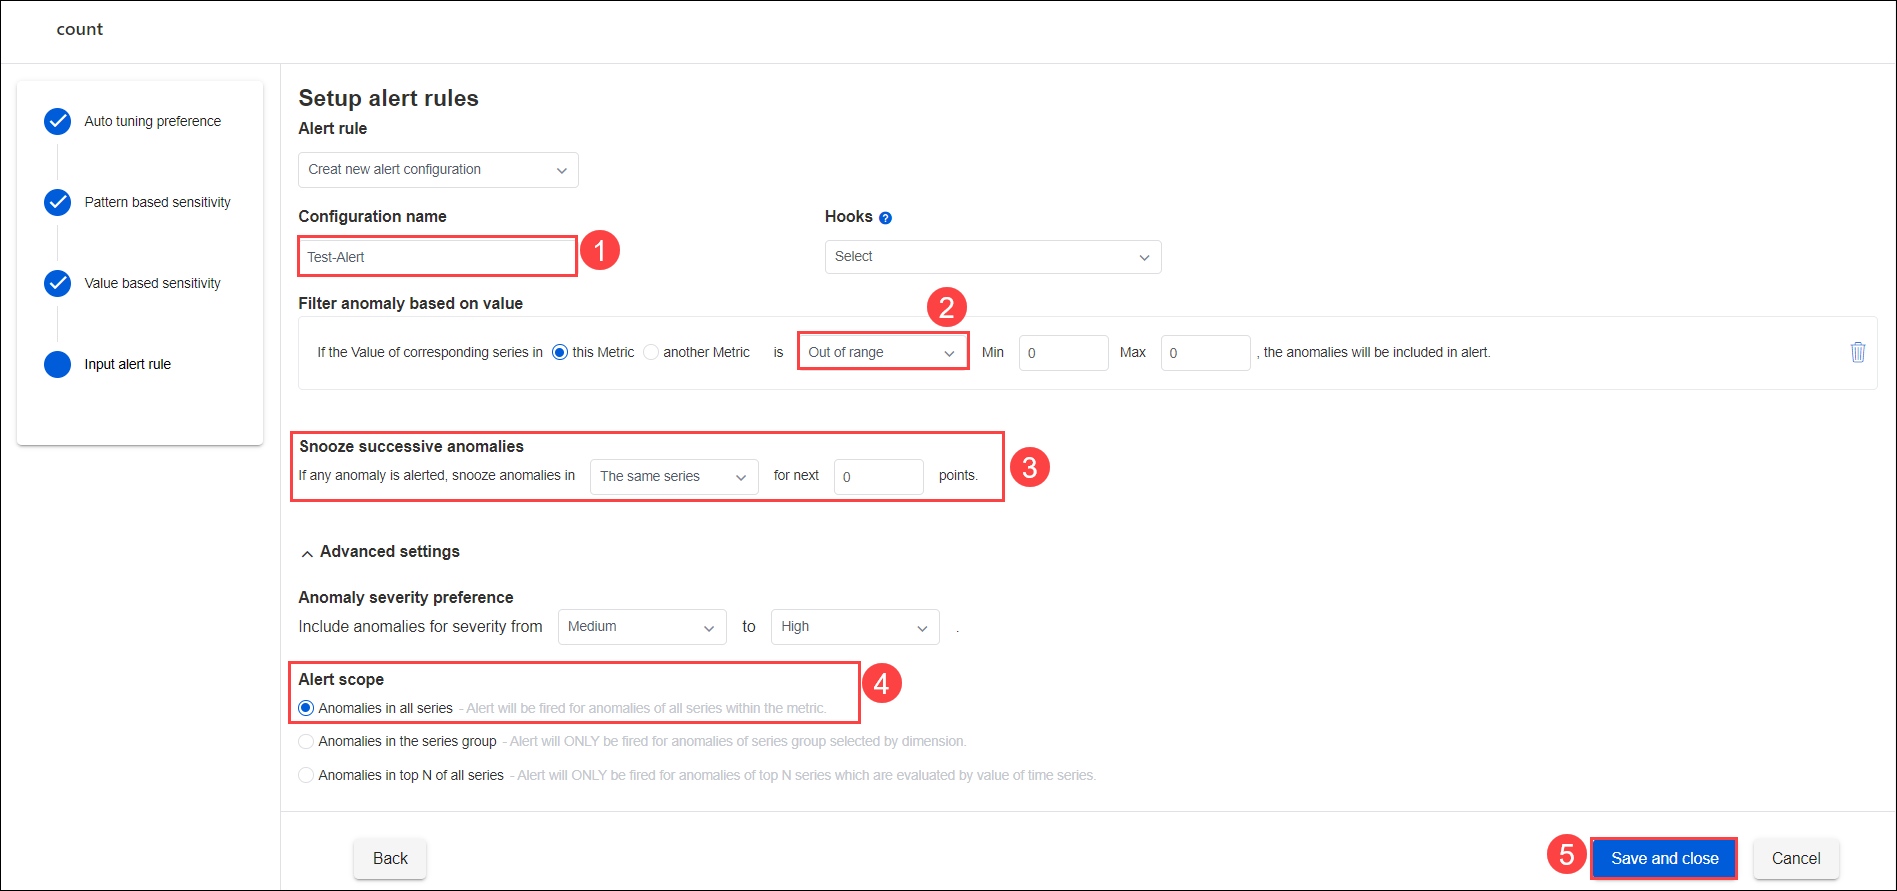 count
Auto tuning preference
Pattern based sensitivity
Value based sensitivity
Input alert rule
Setup alert rules
Alert rule
Creat new alert configuration
Configuration name
Hooks ?
Test-Alert
1
Select
Filter anomaly based on value
2
If the Value of corresponding series in this Metric another Metric is Out of range Min 0 Max 0 , the anomalies will be included in alert.
Snooze successive anomalies
If any anomaly is alerted, snooze anomalies in The same series for next 0 points.
3
Advanced settings
Anomaly severity preference
Include anomalies for severity from Medium to High .
Alert scope
4
Anomalies in all series - Alert will be fired for anomalies of all series within the metric.
Anomalies in the series group - Alert will ONLY be fired for anomalies of series group selected by dimension.
Anomalies in top N of all series - Alert will ONLY be fired for anomalies of top N series which are evaluated by value of time series.
Back
5
Save and close
Cancel